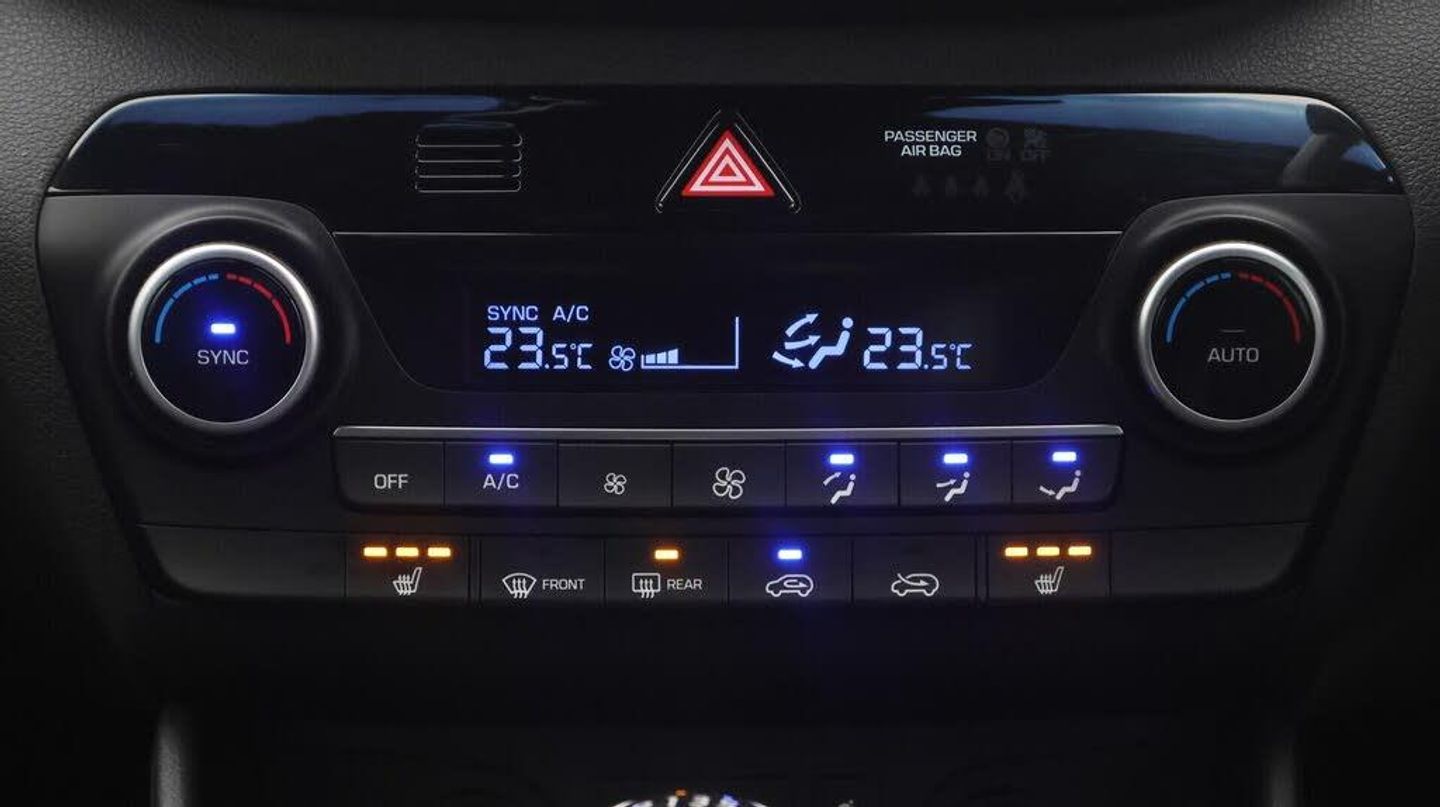 PASSENGER
AIR BAG
ON OFF
SYNC A/C
23.5°C 23.5°C
SYNC
AUTO
OFF A/C
FRONT REAR